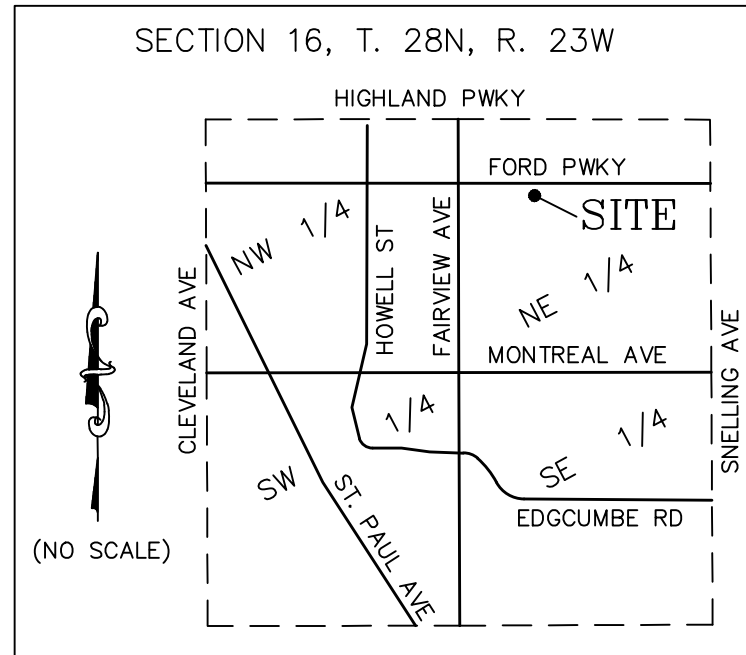 SECTION 16, T. 28N, R. 23W
HIGHLAND PWKY
FORD PWKY
SITE
NW 1/4
HOWELL ST
FAIRVIEW AVE
NE 1/4
CLEVELAND AVE
MONTREAL AVE
SNELLING AVE
SW 1/4
SE 1/4
ST. PAUL AVE
EDGCUMBE RD
(NO SCALE)